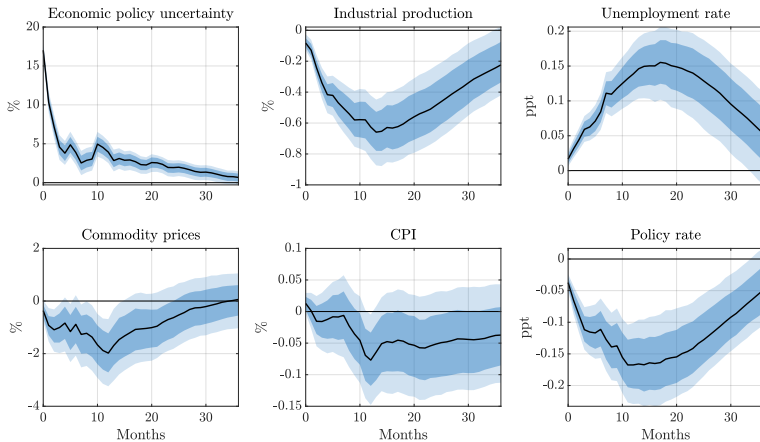 Economic policy uncertainty
20
15
10
5
0
%
0 10 20 30
Industrial production
0
-0.2
-0.4
-0.6
-0.8
-1
%
0 10 20 30
Unemployment rate
0.2
0.15
0.1
0.05
0
ppt
0 10 20 30
Commodity prices
2
0
-2
-4
%
0 10 20 30
Months
CPI
0.1
0.05
0
-0.05
-0.1
-0.15
%
0 10 20 30
Months
Policy rate
0
-0.05
-0.1
-0.15
-0.2
ppt
0 10 20 30
Months